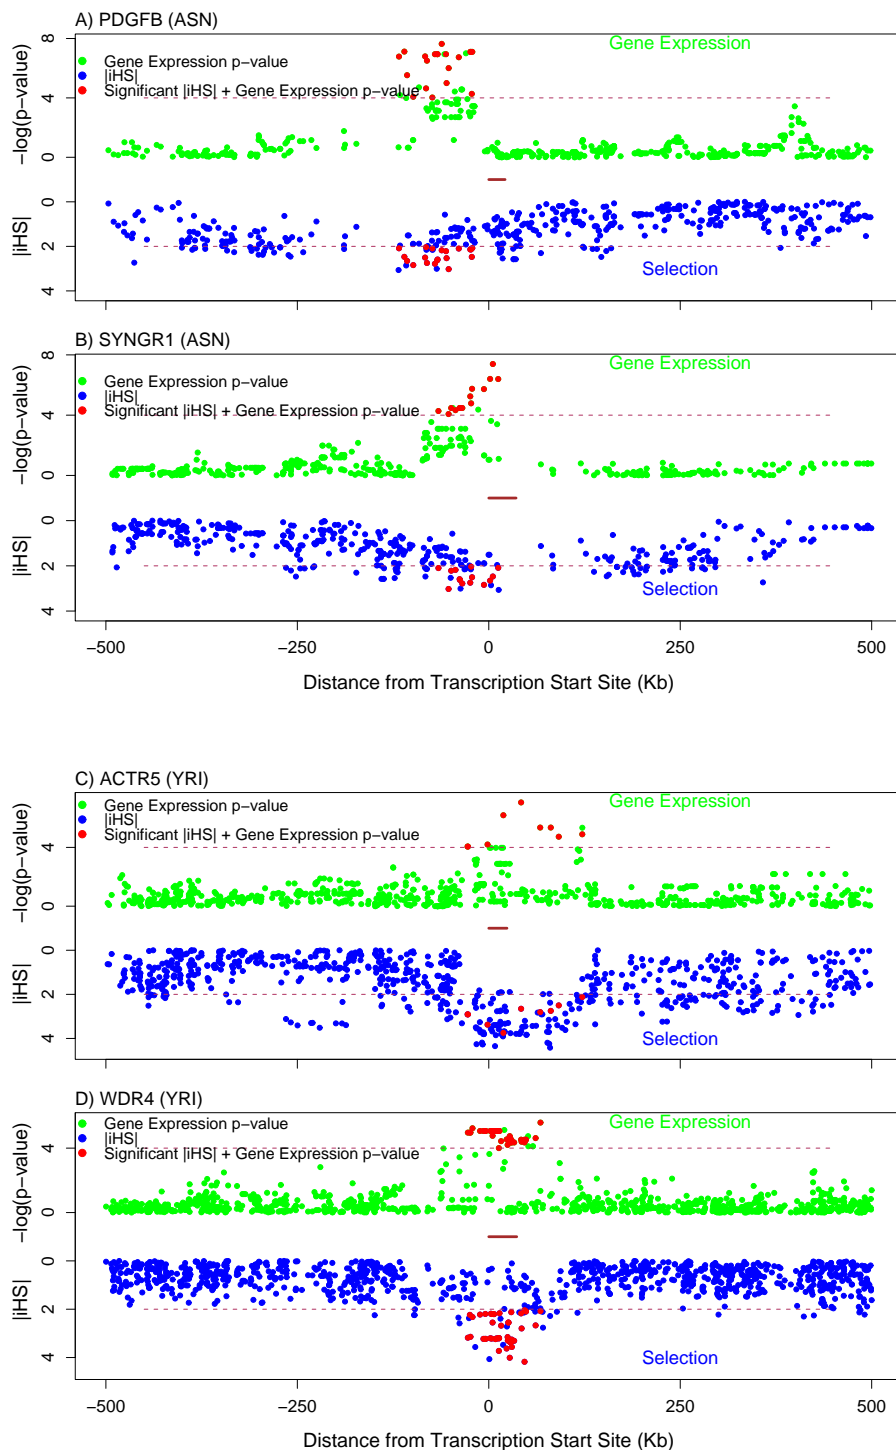 A) PDGFB (ASN)
Gene Expression
Gene Expression p−value
|iHS|
Significant |iHS| + Gene Expression p−value
8
4
0
−log(p−value)
0
2
4
|iHS|
Selection
B) SYNGR1 (ASN)
Gene Expression
Gene Expression p−value
|iHS|
Significant |iHS| + Gene Expression p−value
8
4
0
−log(p−value)
0
2
4
|iHS|
Selection
−500 −250 0 250 500
Distance from Transcription Start Site (Kb)
C) ACTR5 (YRI)
Gene Expression
Gene Expression p−value
|iHS|
Significant |iHS| + Gene Expression p−value
4
0
−log(p−value)
0
2
4
|iHS|
Selection
D) WDR4 (YRI)
Gene Expression
Gene Expression p−value
|iHS|
Significant |iHS| + Gene Expression p−value
4
0
−log(p−value)
0
2
4
|iHS|
Selection
−500 −250 0 250 500
Distance from Transcription Start Site (Kb)